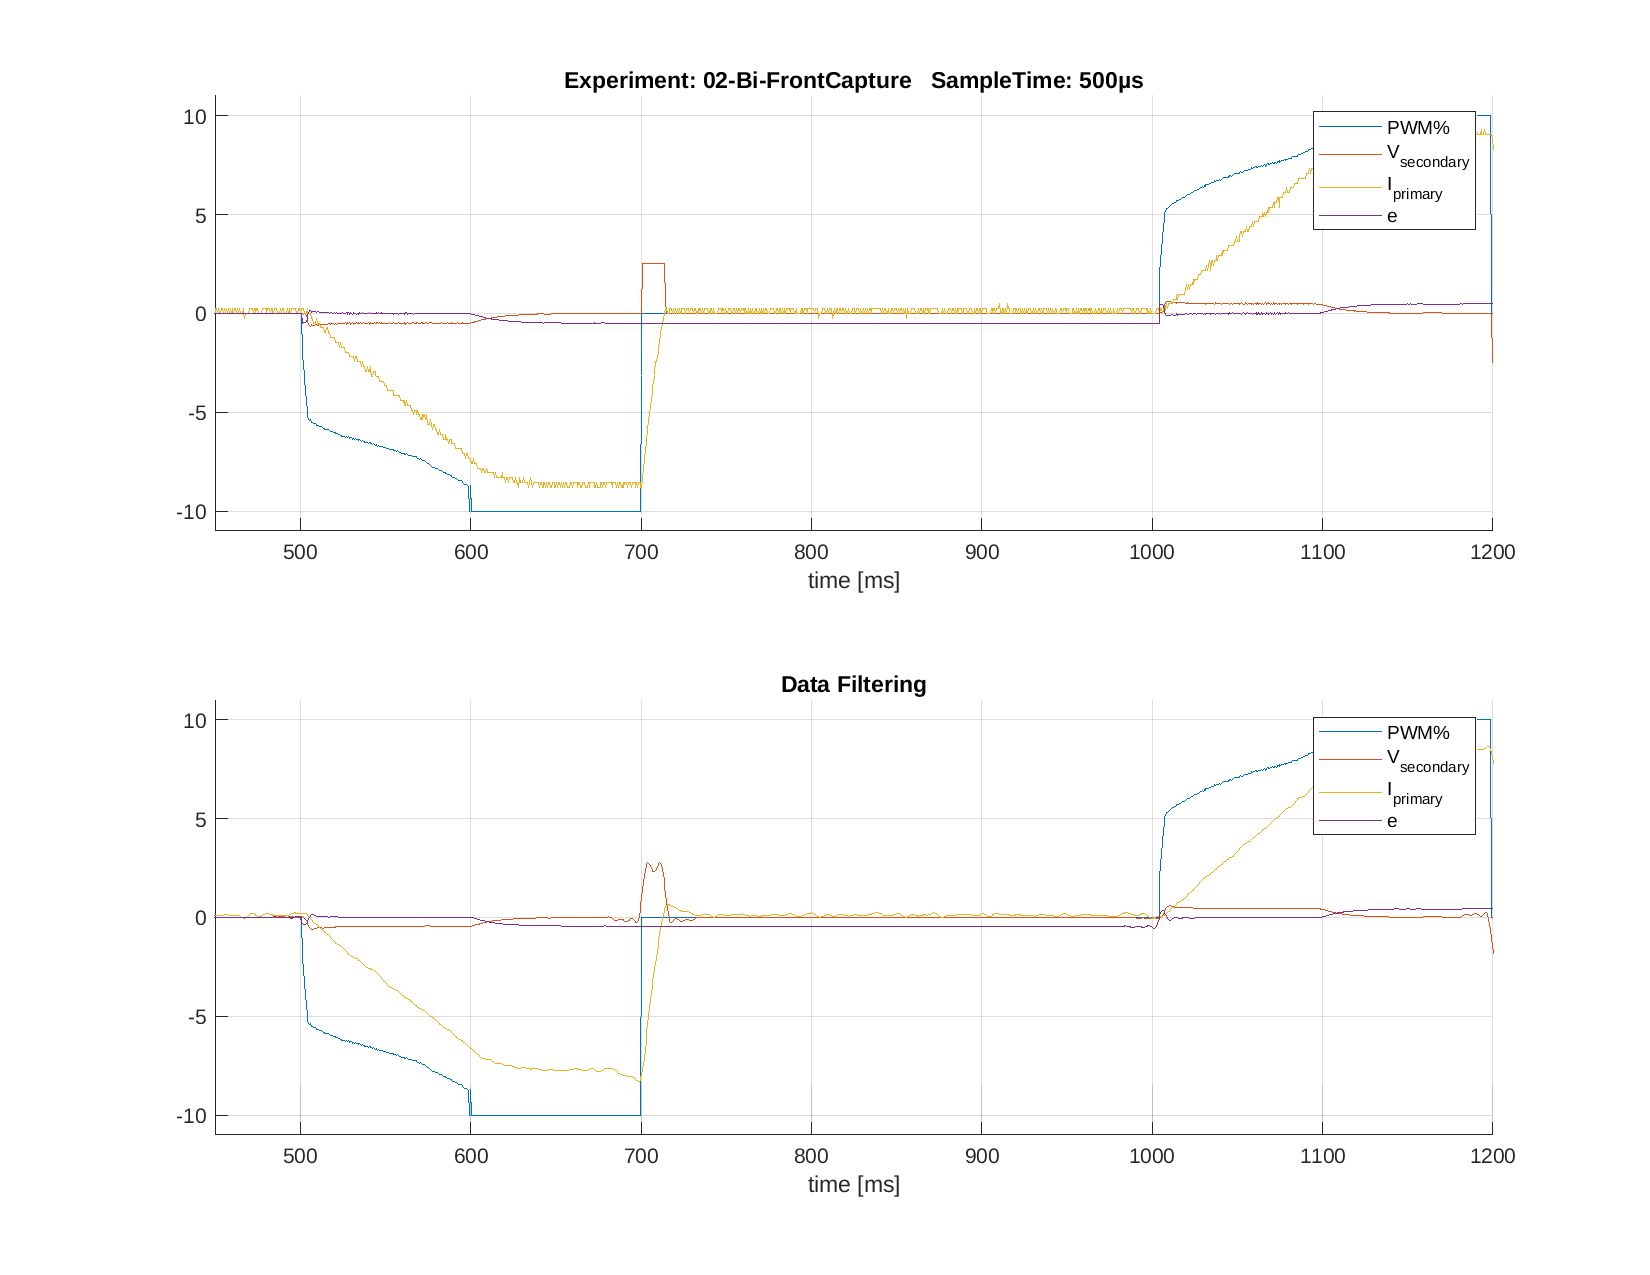 Experiment: 02-Bi-FrontCapture   SampleTime: 500µs
10
5
0
-5
-10
PWM%
Vsecondary
Iprimary
e
500 600 700 800 900 1000 1100 1200
time [ms]
Data Filtering
10
5
0
-5
-10
PWM%
Vsecondary
Iprimary
e
500 600 700 800 900 1000 1100 1200
time [ms]